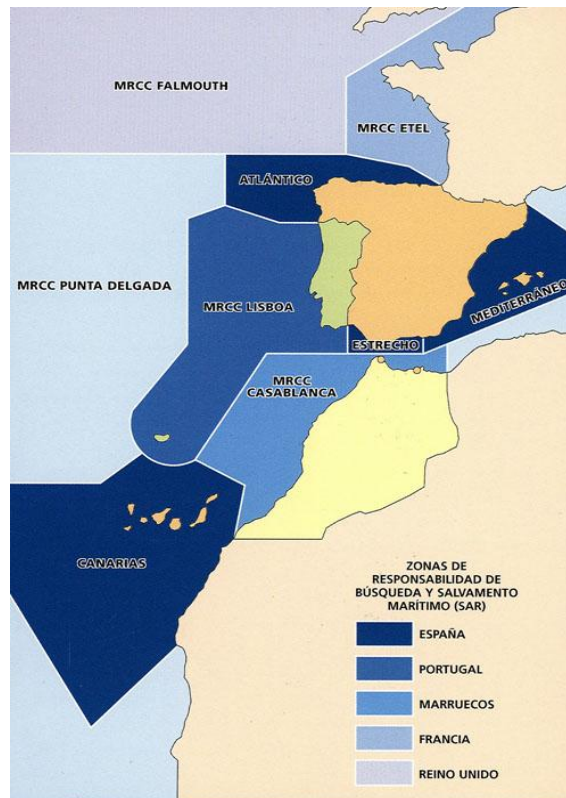 MRCC FALMOUTH
MRCC ETEL
ATLÁNTICO
MRCC PUNTA DELGADA
MRCC LISBOA
MEDITERRÁNEO
ESTRECHO
MRCC
CASABLANCA
CANARIAS
ZONAS DE
RESPONSABILIDAD DE
BÚSQUEDA Y SALVAMENTO
MARÍTIMO (SAR)
ESPAÑA
PORTUGAL
MARRUECOS
FRANCIA
REINO UNIDO